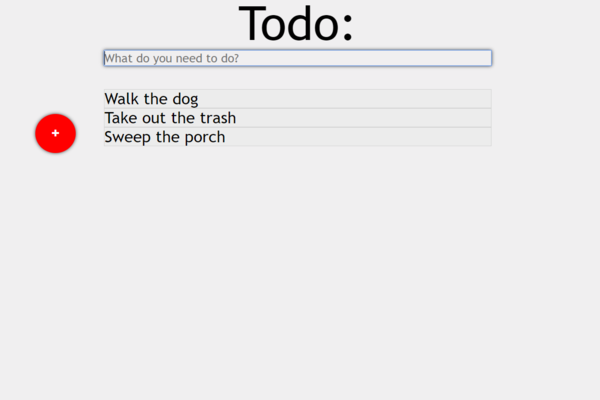 Todo:
What do you need to do?
Walk the dog
Take out the trash
+
Sweep the porch